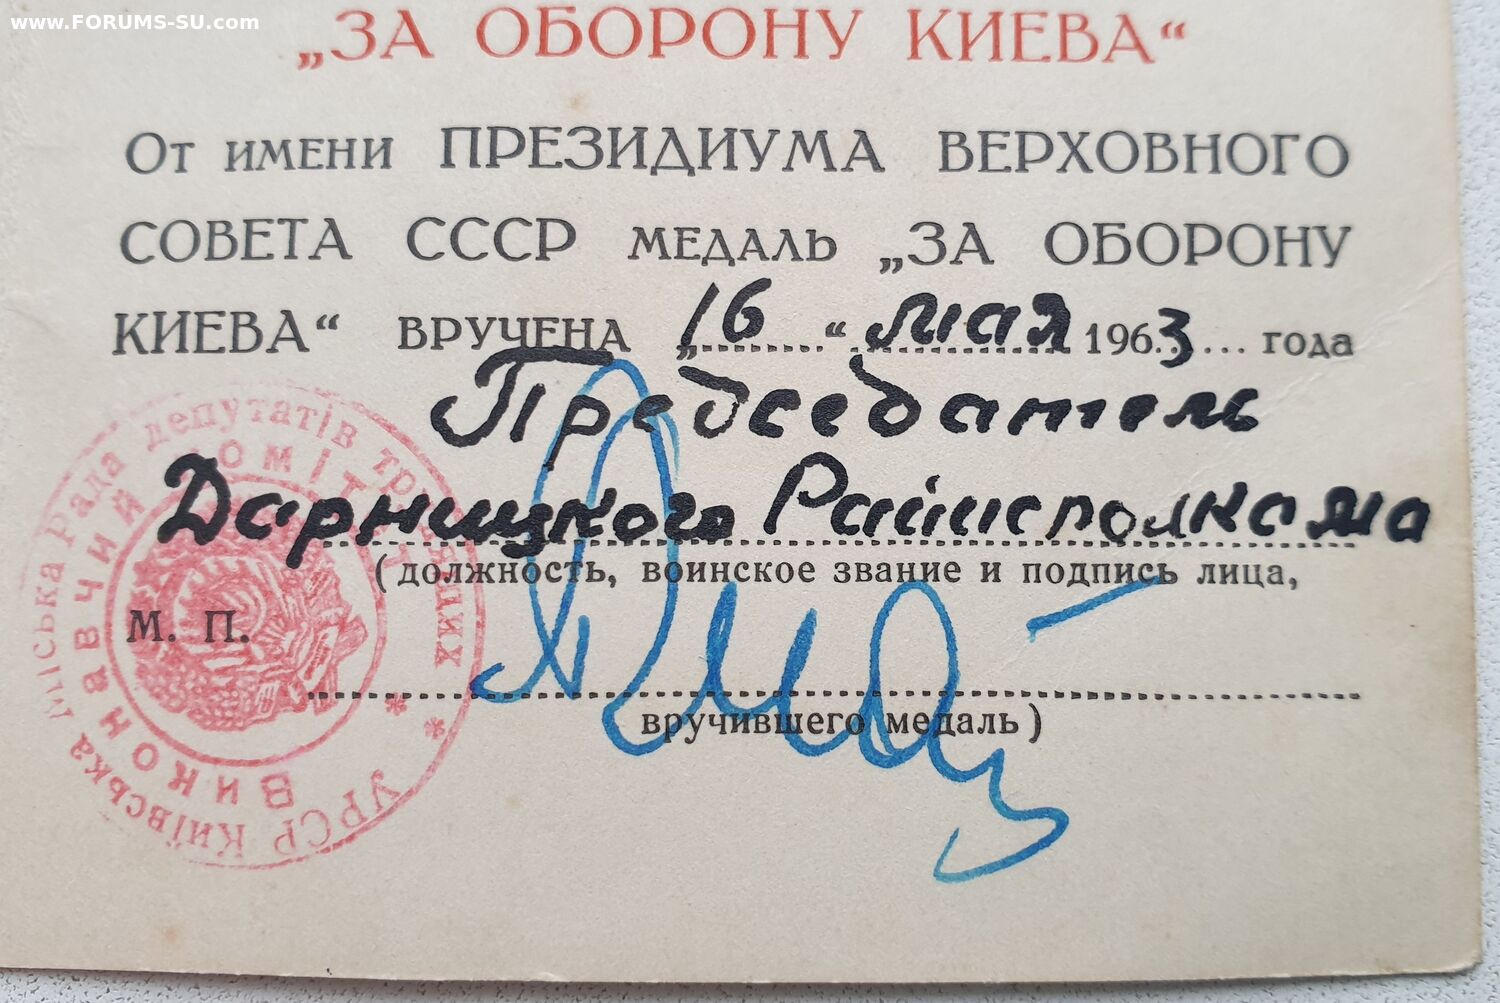 www.FORUMS-SU.com
„ЗА ОБОРОНУ КИЕВА“
От имени ПРЕЗИДИУМА ВЕРХОВНОГО
СОВЕТА СССР медаль „ЗА ОБОРОНУ
КИЕВА“ вручена „16“ мая 1963 года
Председатель
Дарницкого Райисполкома
(должность, воинское звание и подпись лица,
М. П.
вручившего медаль)
УРСР Київська міська Рада депутатів трудящих
Виконавчий комітет